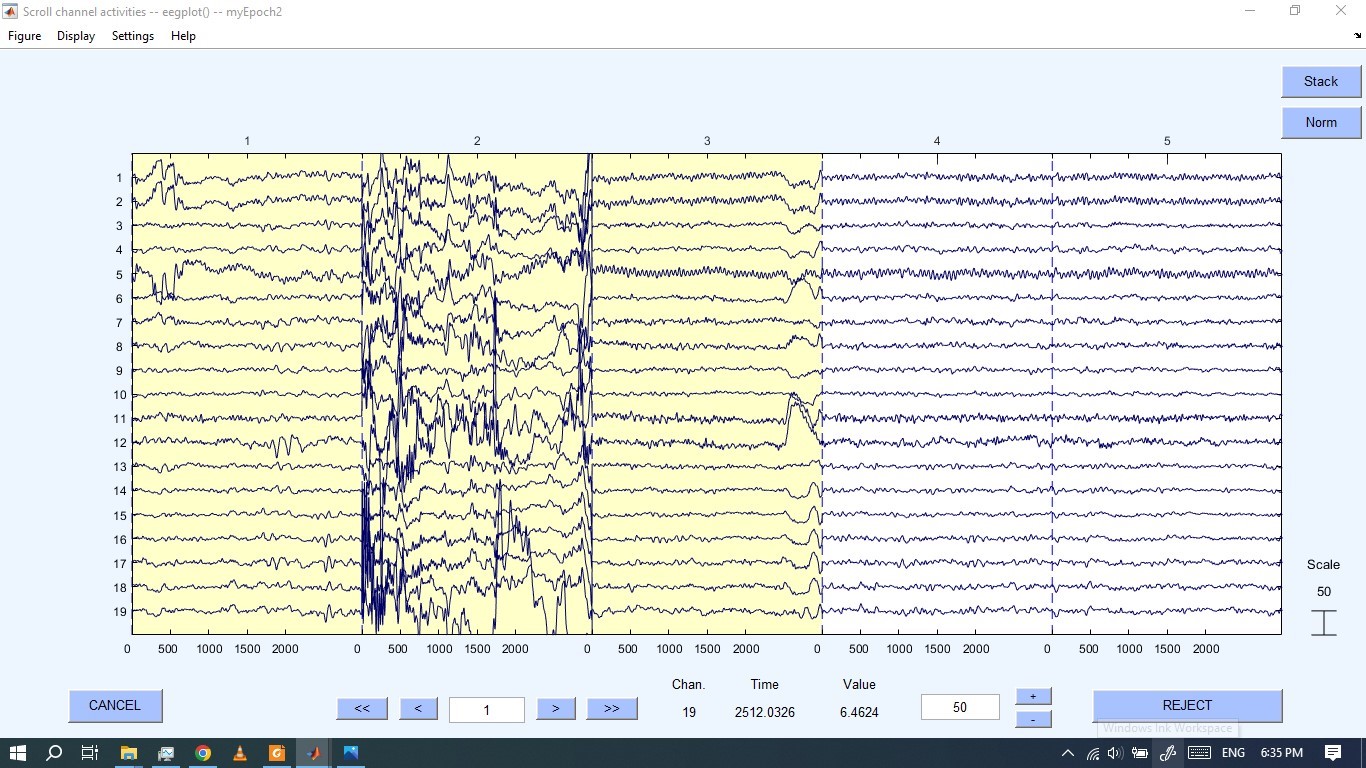 Scroll channel activities -- eegplot() -- myEpoch2
Figure Display Settings Help
Stack
Norm
1 2 3 4 5
1
2
3
4
5
6
7
8
9
10
11
12
13
14
15
16
17
18
19
Scale
50
0 500 1000 1500 2000 0 500 1000 1500 2000 0 500 1000 1500 2000 0 500 1000 1500 2000 0 500 1000 1500 2000
Chan. Time Value
CANCEL << < 1 > >> 19 2512.0326 6.4624 50 + - REJECT
Windows Ink Workspace
ENG 6:35 PM